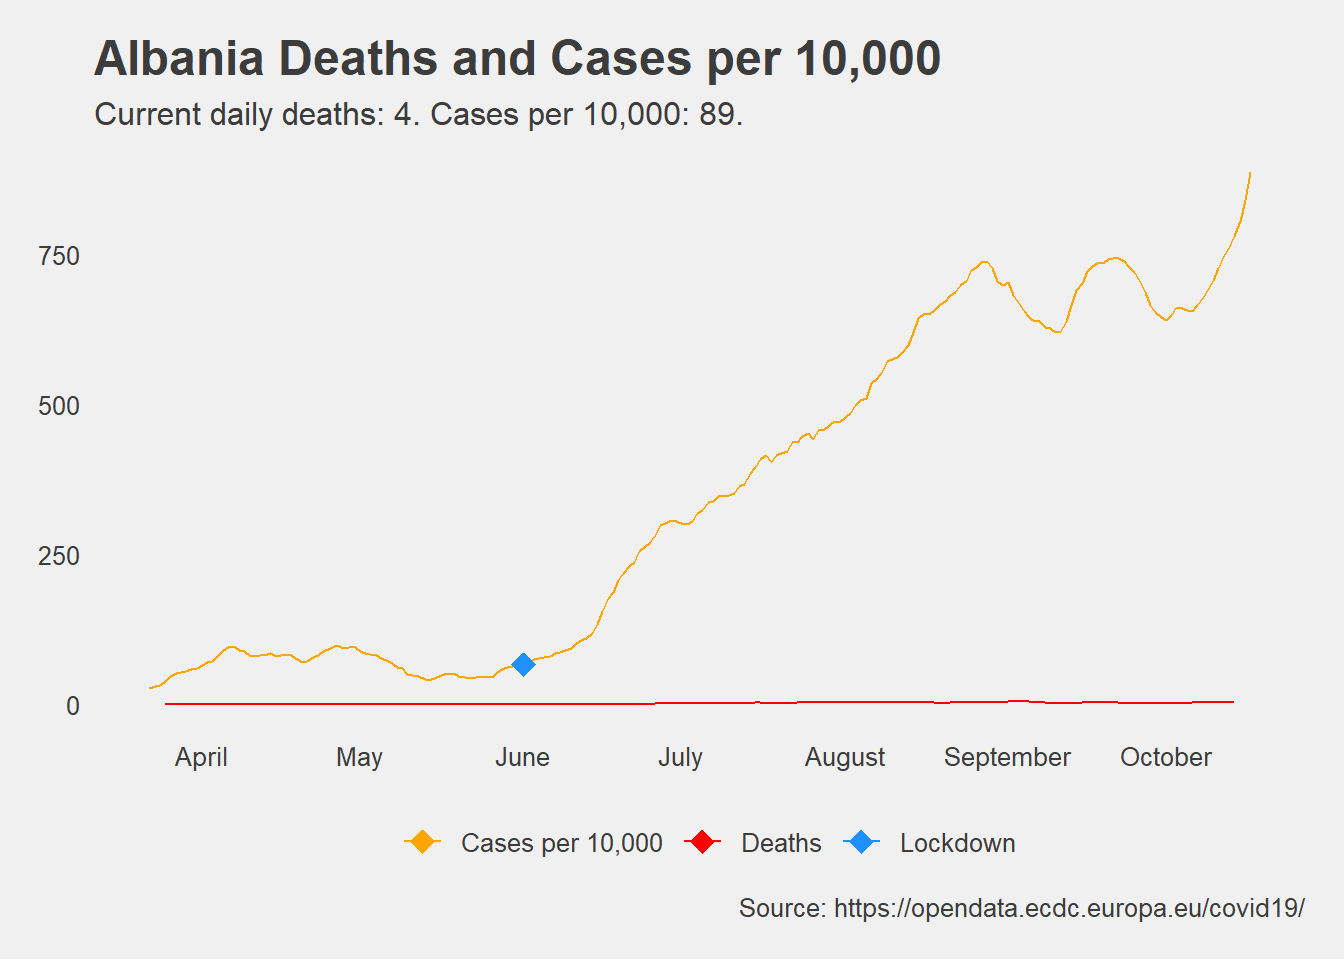 Albania Deaths and Cases per 10,000
Current daily deaths: 4. Cases per 10,000: 89.
750
500
250
0
April May June July August September October
Cases per 10,000 Deaths Lockdown
Source: https://opendata.ecdc.europa.eu/covid19/